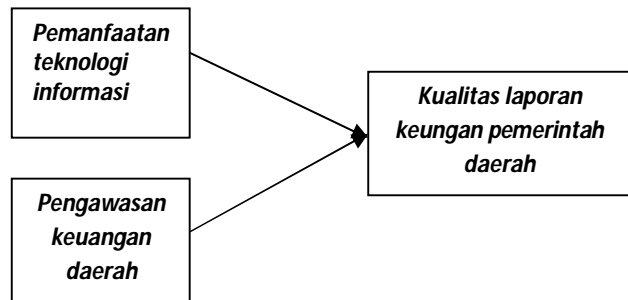 Pemanfaatan
teknologi
informasi
Kualitas laporan
keungan pemerintah
daerah
Pengawasan
keuangan
daerah